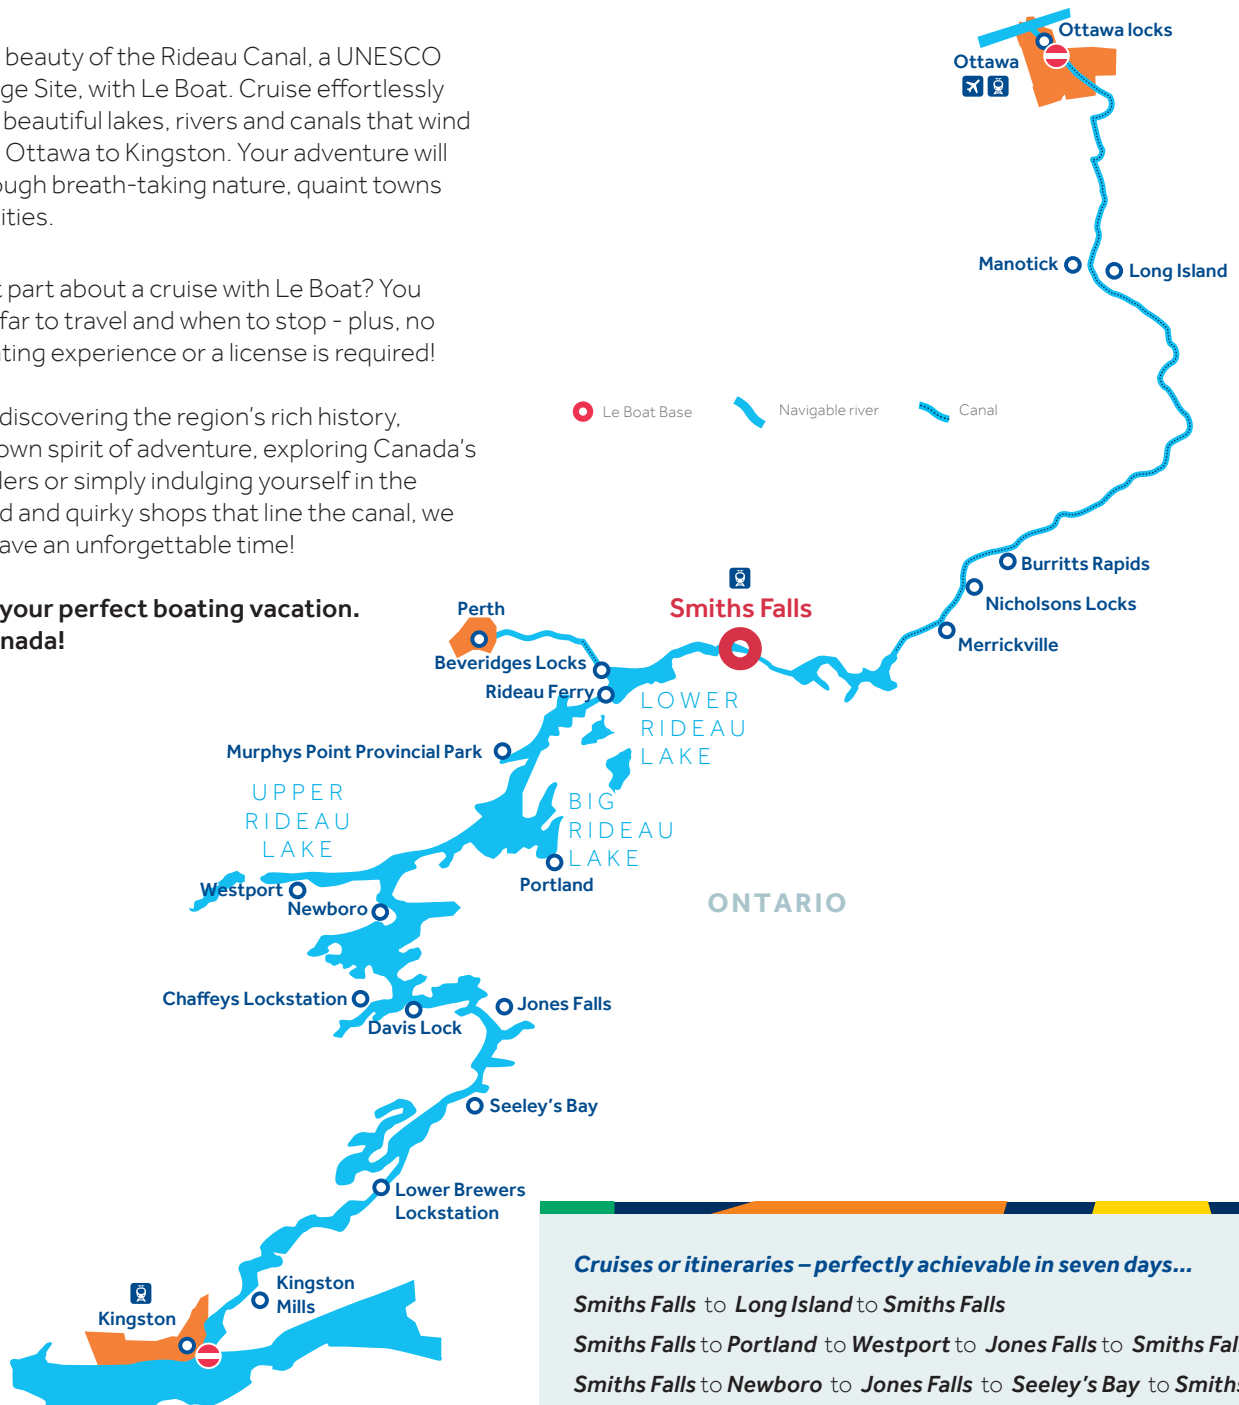 beauty of the Rideau Canal, a UNESCO
ge Site, with Le Boat. Cruise effortlessly
beautiful lakes, rivers and canals that wind
Ottawa to Kingston. Your adventure will
ough breath-taking nature, quaint towns
ities.
t part about a cruise with Le Boat? You
far to travel and when to stop - plus, no
ating experience or a license is required!
discovering the region's rich history,
own spirit of adventure, exploring Canada's
ders or simply indulging yourself in the
d and quirky shops that line the canal, we
ave an unforgettable time!
your perfect boating vacation.
nada!
Ottawa locks
Ottawa
Manotick
Long Island
Le Boat Base
Navigable river
Canal
Burritts Rapids
Nicholsons Locks
Merrickville
Smiths Falls
Perth
Beveridges Locks
Rideau Ferry
LOWER
RIDEAU
LAKE
Murphys Point Provincial Park
UPPER
RIDEAU
LAKE
BIG
RIDEAU
LAKE
Portland
Westport
Newboro
ONTARIO
Chaffeys Lockstation
Davis Lock
Jones Falls
Seeley's Bay
Lower Brewers
Lockstation
Kingston
Mills
Kingston
Cruises or itineraries – perfectly achievable in seven days...
Smiths Falls to Long Island to Smiths Falls
Smiths Falls to Portland to Westport to Jones Falls to Smiths Fal
Smiths Falls to Newboro to Jones Falls to Seeley's Bay to Smiths